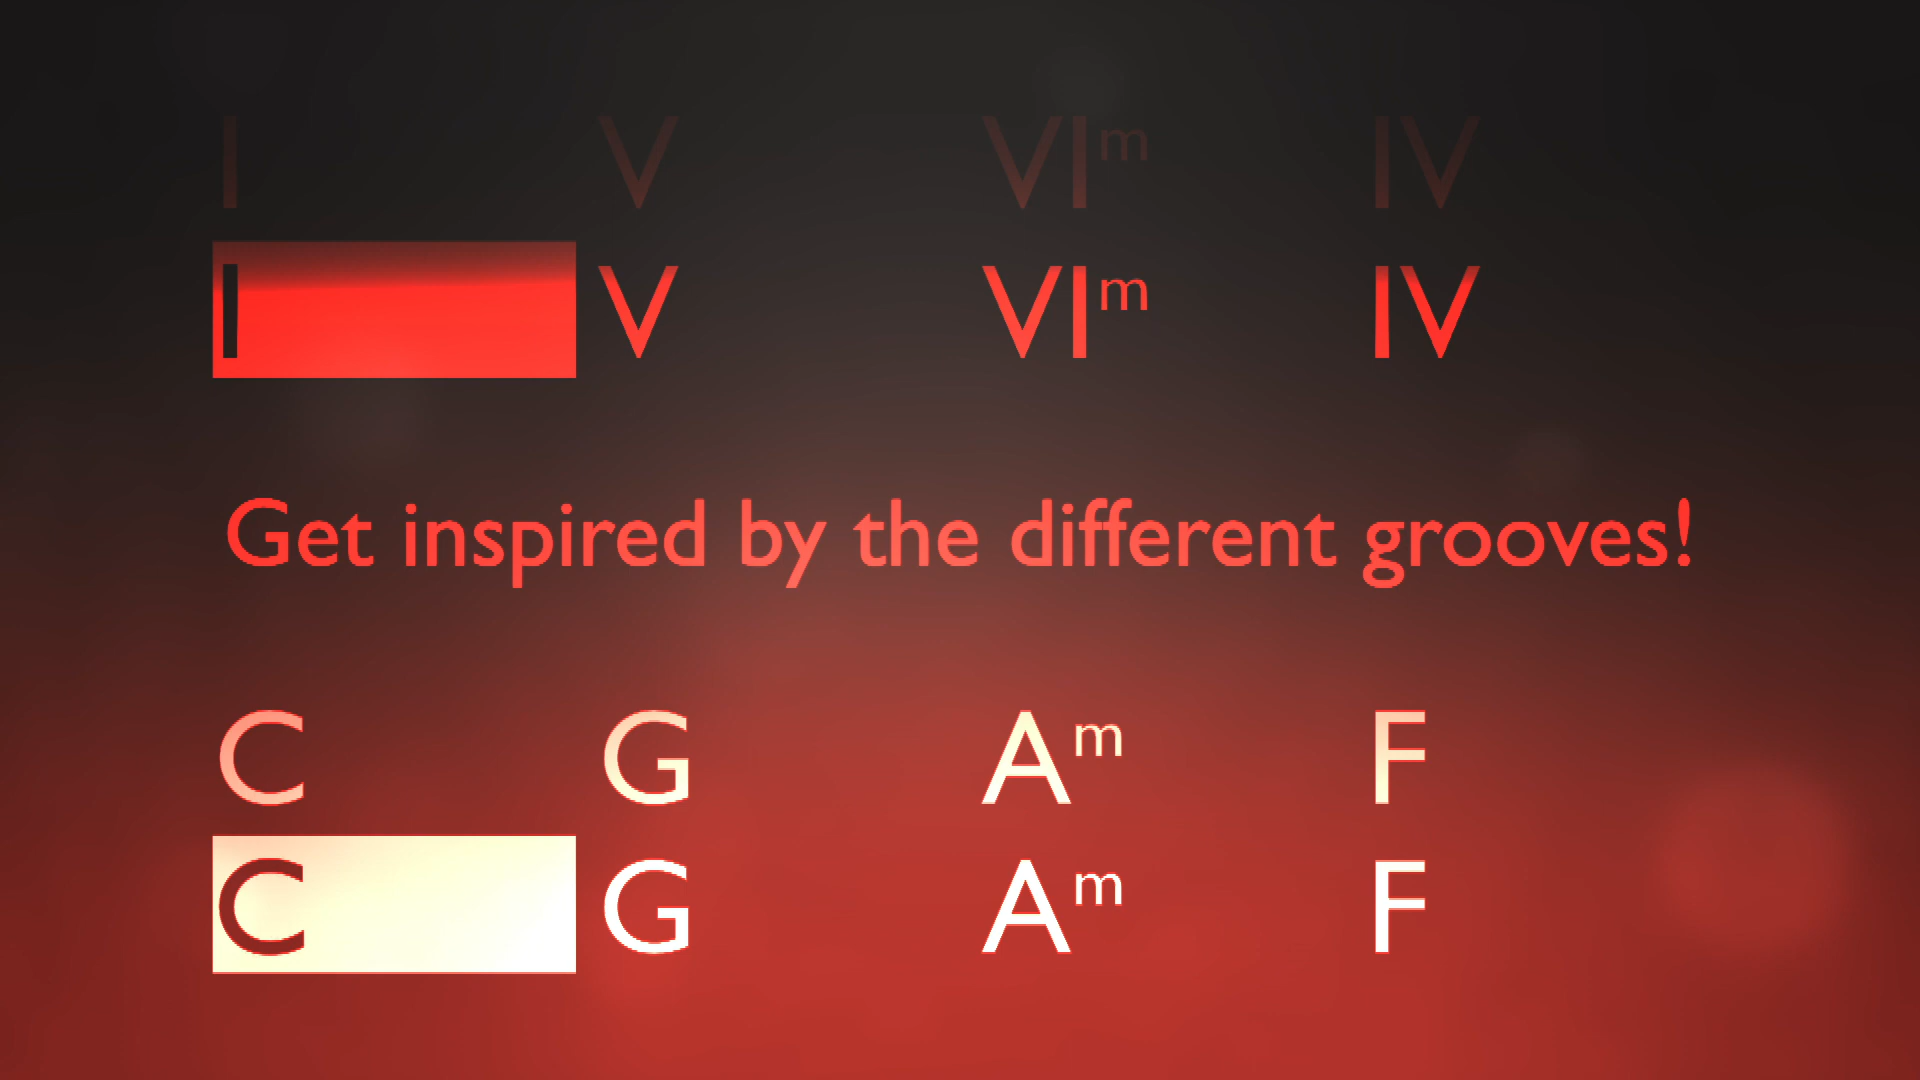 I V VIm IV
I V VIm IV
Get inspired by the different grooves!
C G Am F
C G Am F